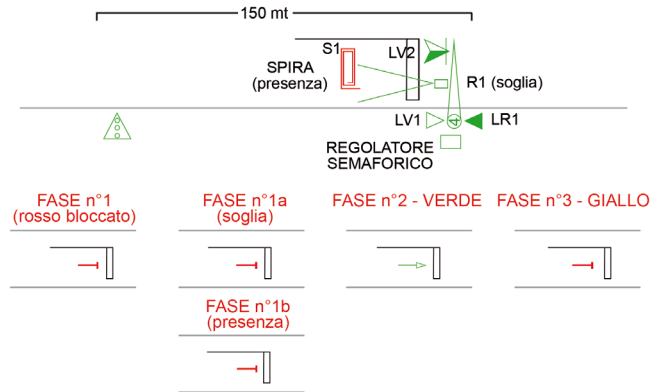 150 mt
S1
LV2
SPIRA
(presenza)
R1 (soglia)
LV1
4
LR1
REGOLATORE
SEMAFORICO
FASE n°1
(rosso bloccato)
FASE n°1a
(soglia)
FASE n°2 - VERDE
FASE n°3 - GIALLO
FASE n°1b
(presenza)